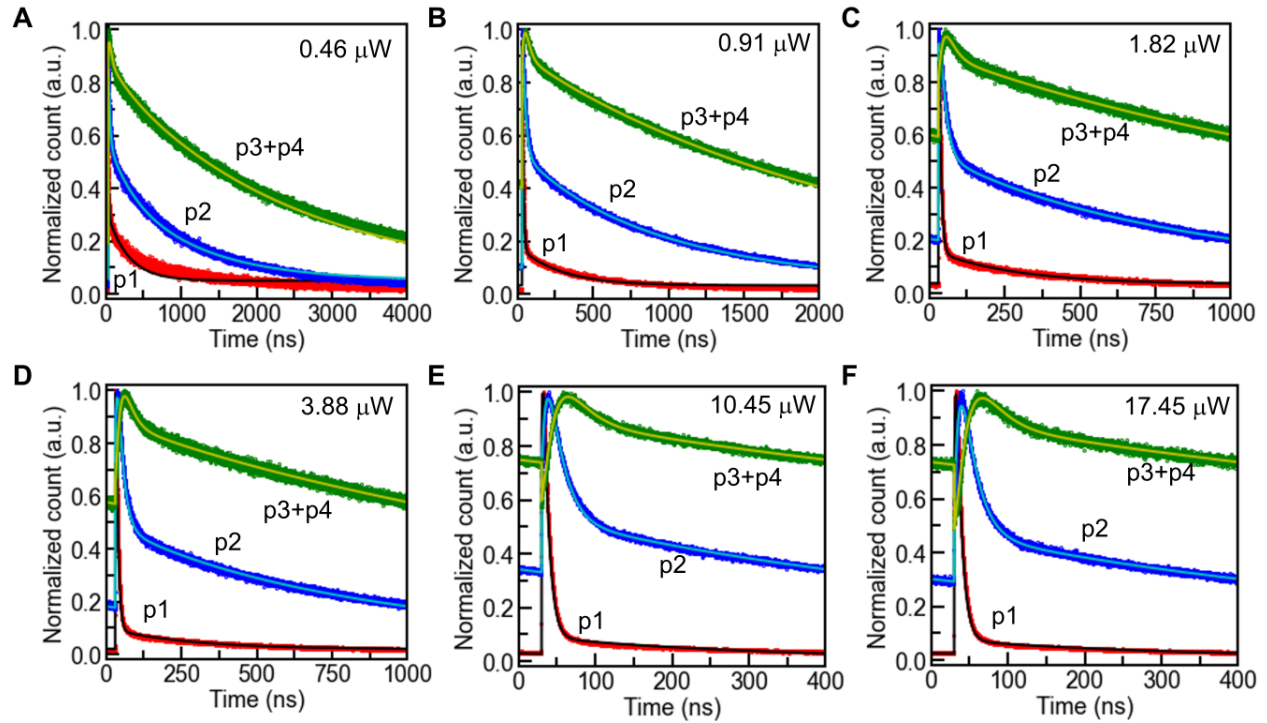 A
0.46 μW
Normalized count (a.u.)
1.0
0.8
0.6
0.4
0.2
0.0
p3+p4
p2
p1
0 1000 2000 3000 4000
Time (ns)
B
0.91 μW
Normalized count (a.u.)
1.0
0.8
0.6
0.4
0.2
0.0
p3+p4
p2
p1
0 500 1000 1500 2000
Time (ns)
C
1.82 μW
Normalized count (a.u.)
1.0
0.8
0.6
0.4
0.2
0.0
p3+p4
p2
p1
0 250 500 750 1000
Time (ns)
D
3.88 μW
Normalized count (a.u.)
1.0
0.8
0.6
0.4
0.2
0.0
p3+p4
p2
p1
0 250 500 750 1000
Time (ns)
E
10.45 μW
Normalized count (a.u.)
1.0
0.8
0.6
0.4
0.2
0.0
p3+p4
p2
p1
0 100 200 300 400
Time (ns)
F
17.45 μW
Normalized count (a.u.)
1.0
0.8
0.6
0.4
0.2
0.0
p3+p4
p2
p1
0 100 200 300 400
Time (ns)